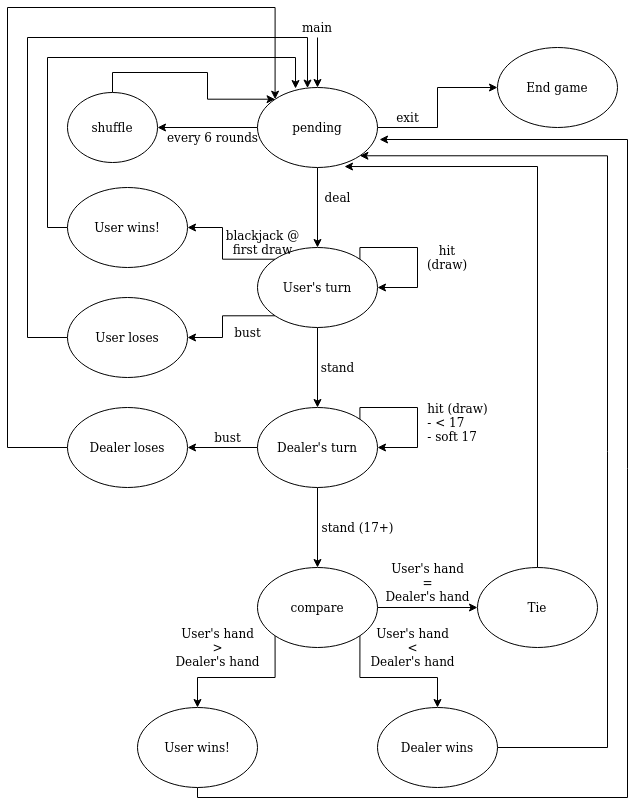 main
End game
exit
pending
shuffle
every 6 rounds
deal
User wins!
blackjack @
first draw
hit
(draw)
User's turn
User loses
bust
stand
hit (draw)
- < 17
- soft 17
Dealer loses
bust
Dealer's turn
stand (17+)
User's hand
=
Dealer's hand
compare
Tie
User's hand
>
Dealer's hand
User's hand
<
Dealer's hand
User wins!
Dealer wins